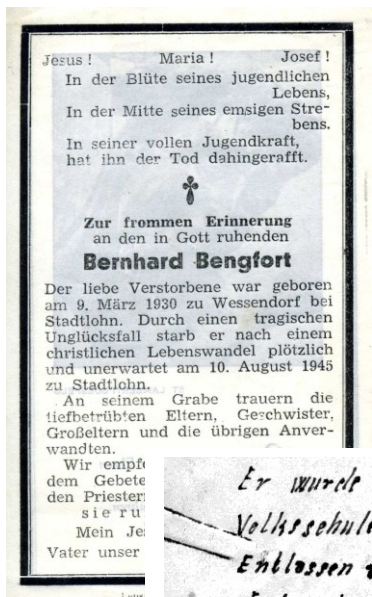 Jesus ! Maria ! Josef !
In der Blüte seines jugendlichen
Lebens,
In der Mitte seines emsigen Stre-
bens.
In seiner vollen Jugendkraft,
hat ihn der Tod dahingerafft.
Zur frommen Erinnerung
an den in Gott ruhenden
Bernhard Bengfort
Der liebe Verstorbene war geboren
am 9. März 1930 zu Wessendorf bei
Stadtlohn. Durch einen tragischen
Unglücksfall starb er nach einem
christlichen Lebenswandel plötzlich
und unerwartet am 10. August 1945
zu Stadtlohn.
An seinem Grabe trauern die
tiefbetrübten Eltern, Geschwister,
Großeltern und die übrigen Anver-
wandten.
Wir empfe
dem Gebete
den Priester
sie ru
Mein Je
Vater unser
Er wurde
Volksschule
Entlassen